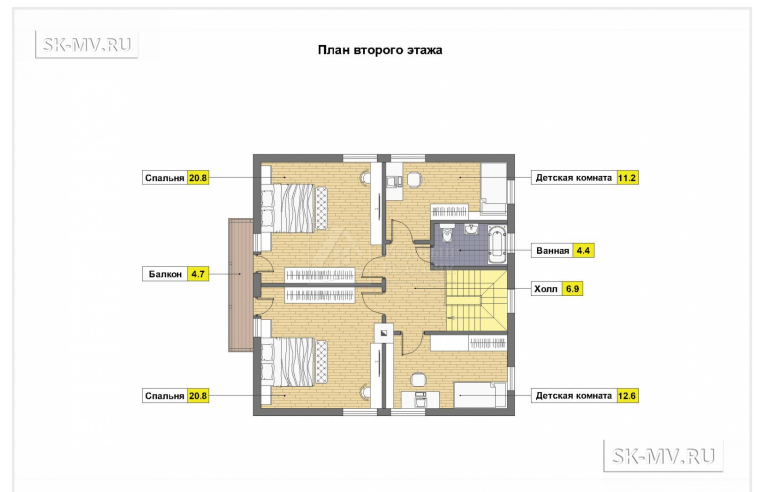 SK-MV.RU
План второго этажа
Спальня 20.8
Детская комната 11.2
Ванная 4.4
Балкон 4.7
Холл 6.9
Спальня 20.8
Детская комната 12.6
SK-MV.RU